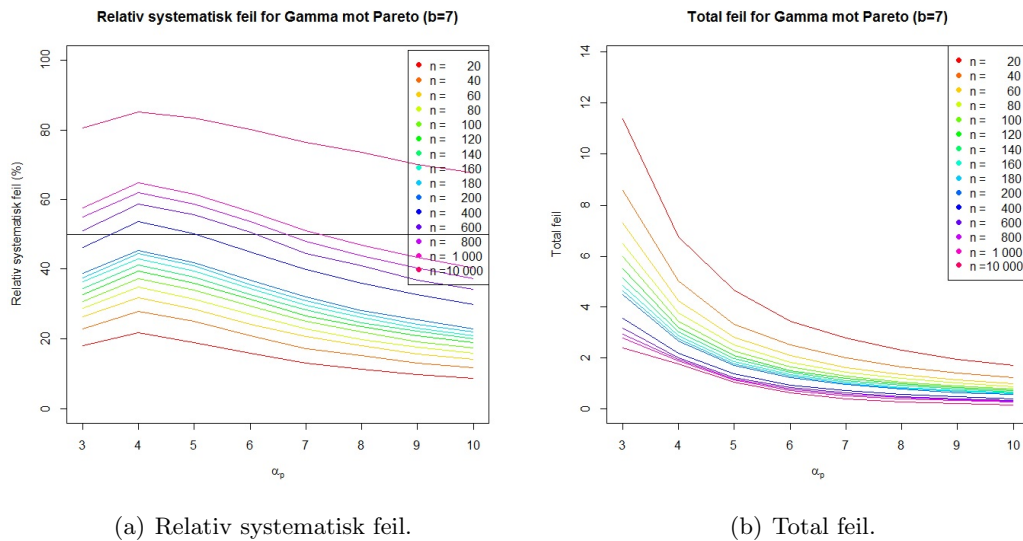 Relativ systematisk feil for Gamma mot Pareto (b=7)
Relativ systematisk feil (%)
100
80
60
40
20
0
n = 20
n = 40
n = 60
n = 80
n = 100
n = 120
n = 140
n = 160
n = 180
n = 200
n = 400
n = 600
n = 800
n = 1 000
n =10 000
3 4 5 6 7 8 9 10
αp
(a) Relativ systematisk feil.
Total feil for Gamma mot Pareto (b=7)
Total feil
14
12
10
8
6
4
2
0
n = 20
n = 40
n = 60
n = 80
n = 100
n = 120
n = 140
n = 160
n = 180
n = 200
n = 400
n = 600
n = 800
n = 1 000
n =10 000
3 4 5 6 7 8 9 10
αp
(b) Total feil.